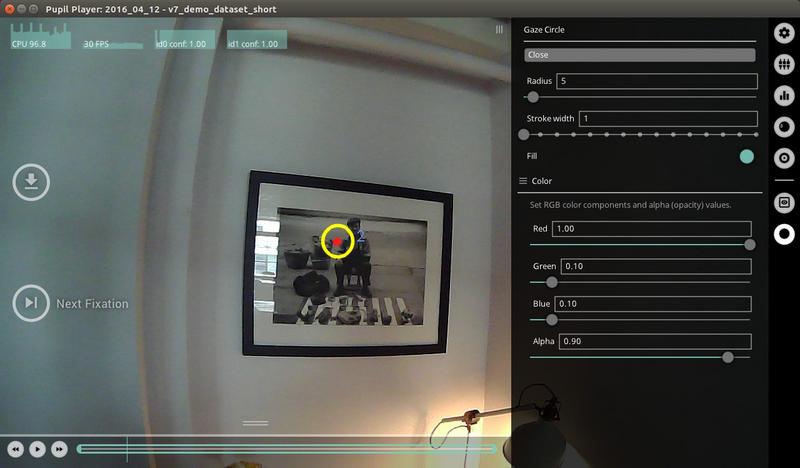 Pupil Player: 2016_04_12 - v7_demo_dataset_short
CPU 96.8
30 FPS
id0 conf: 1.00
id1 conf: 1.00
Next Fixation
Gaze Circle
Close
Radius 5
Stroke width 1
Fill
Color
Set RGB color components and alpha (opacity) values.
Red 1.00
Green 0.10
Blue 0.10
Alpha 0.90